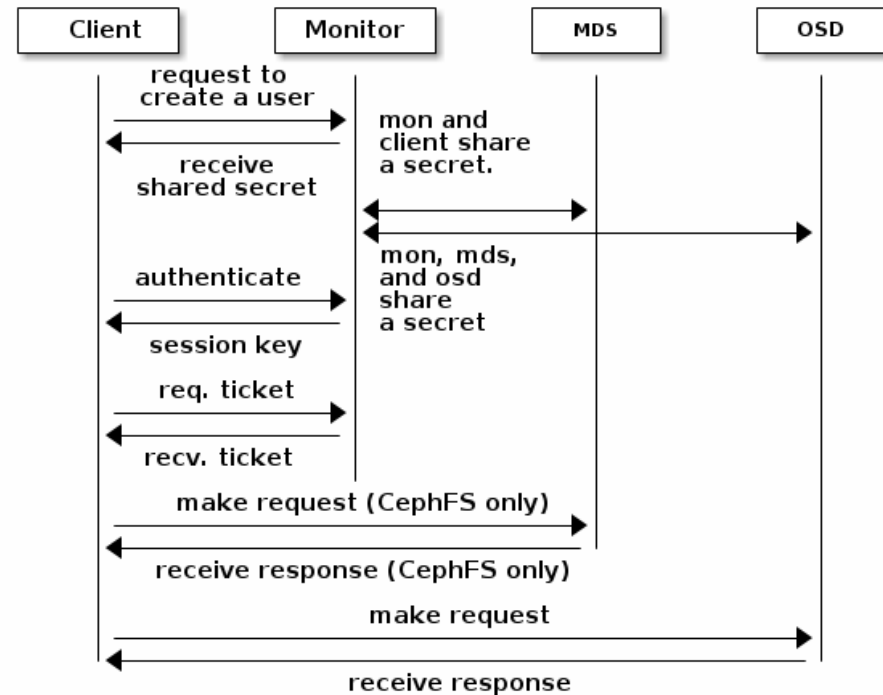 Client
Monitor
MDS
OSD
request to
create a user
mon and
client share
a secret.
receive
shared secret
mon, mds,
and osd
share
a secret
authenticate
session key
req. ticket
recv. ticket
make request (CephFS only)
receive response (CephFS only)
make request
receive response